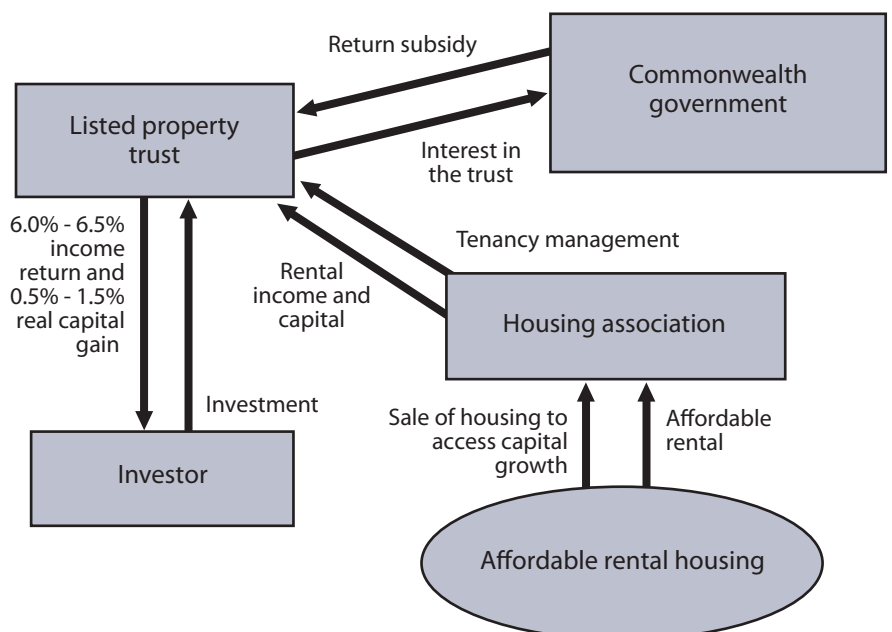 Return subsidy
Commonwealth
government
Listed property
trust
Interest in
the trust
6.0% - 6.5%
income
return and
0.5% - 1.5%
real capital
gain
Tenancy management
Rental
income and
capital
Housing association
Investment
Sale of housing to
access capital
growth
Affordable
rental
Investor
Affordable rental housing